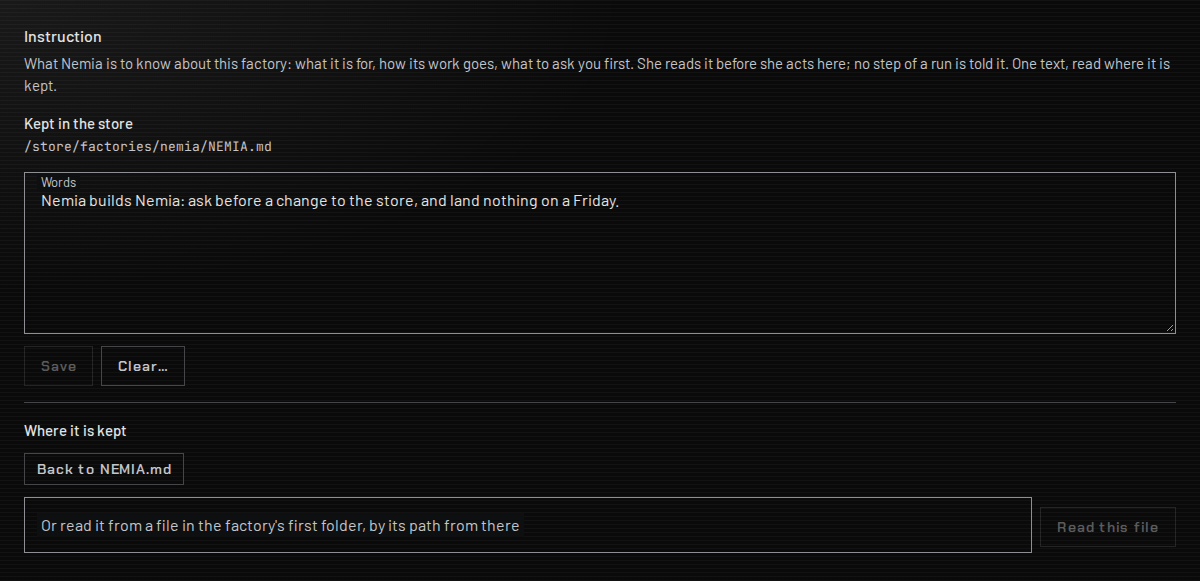 Instruction
What Nemia is to know about this factory: what it is for, how its work goes, what to ask you first. She reads it before she acts here; no step of a run is told it. One text, read where it is
kept.
Kept in the store
/store/factories/nemia/NEMIA.md
Words
Nemia builds Nemia: ask before a change to the store, and land nothing on a Friday.
Save
Clear…
Where it is kept
Back to NEMIA.md
Or read it from a file in the factory's first folder, by its path from there
Read this file